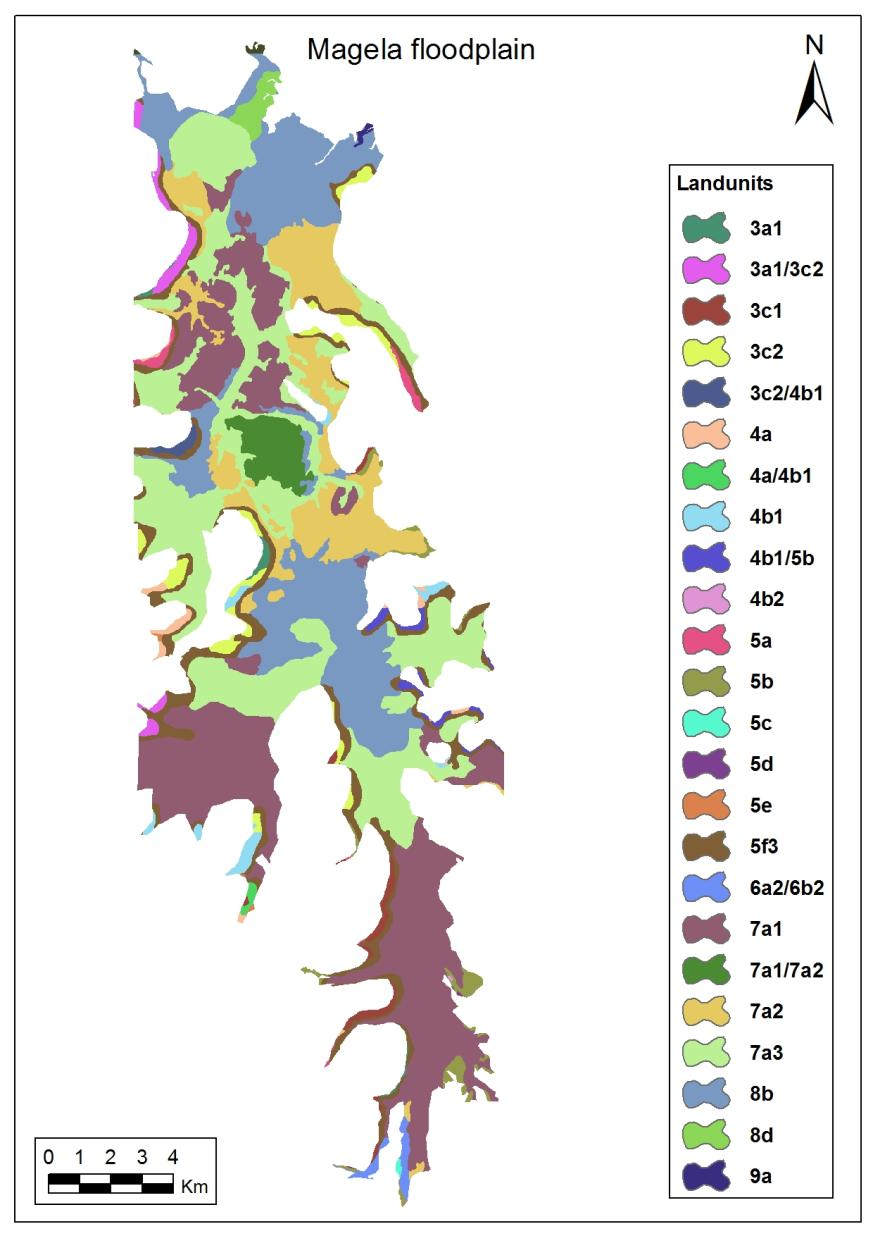 Magela floodplain
N
Landunits
3a1
3a1/3c2
3c1
3c2
3c2/4b1
4a
4a/4b1
4b1
4b1/5b
4b2
5a
5b
5c
5d
5e
5f3
6a2/6b2
7a1
7a1/7a2
7a2
7a3
8b
8d
9a
0 1 2 3 4
Km